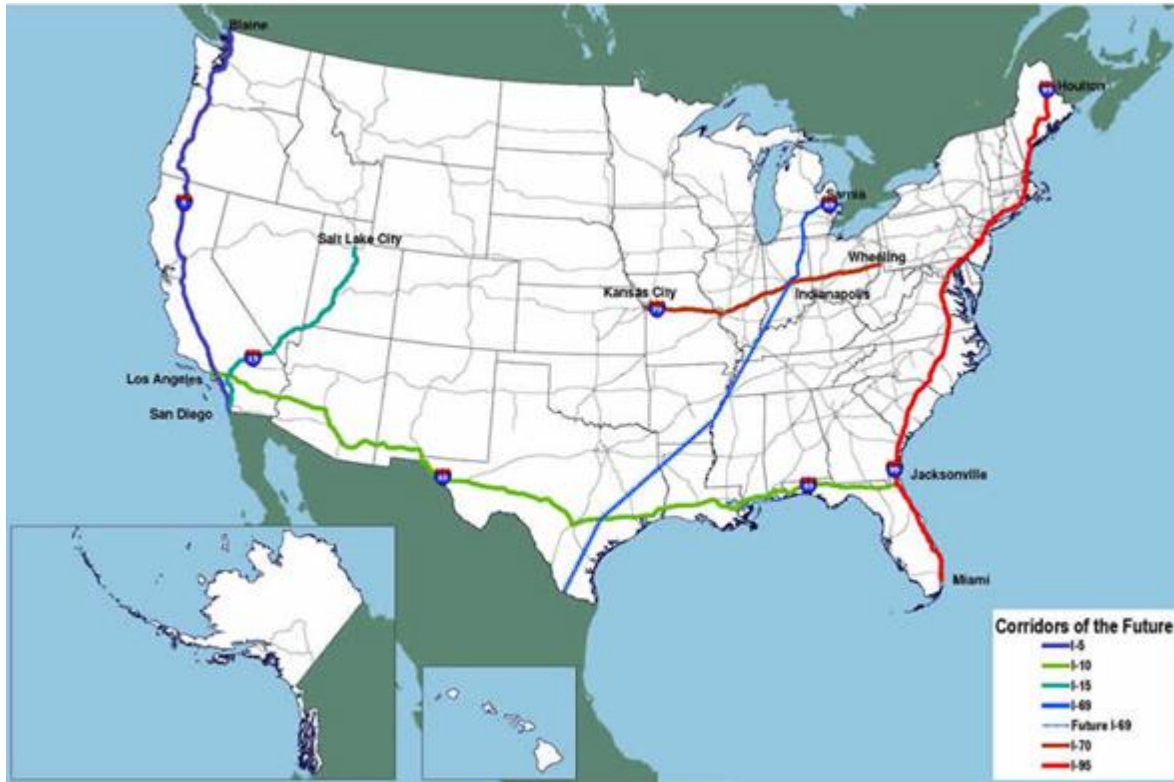 Blaine
Houlton
Sarnia
Salt Lake City
Wheeling
Kansas City
Indianapolis
Los Angeles
San Diego
Jacksonville
Miami
Corridors of the Future
I-5
I-10
I-15
I-69
Future I-69
I-70
I-95